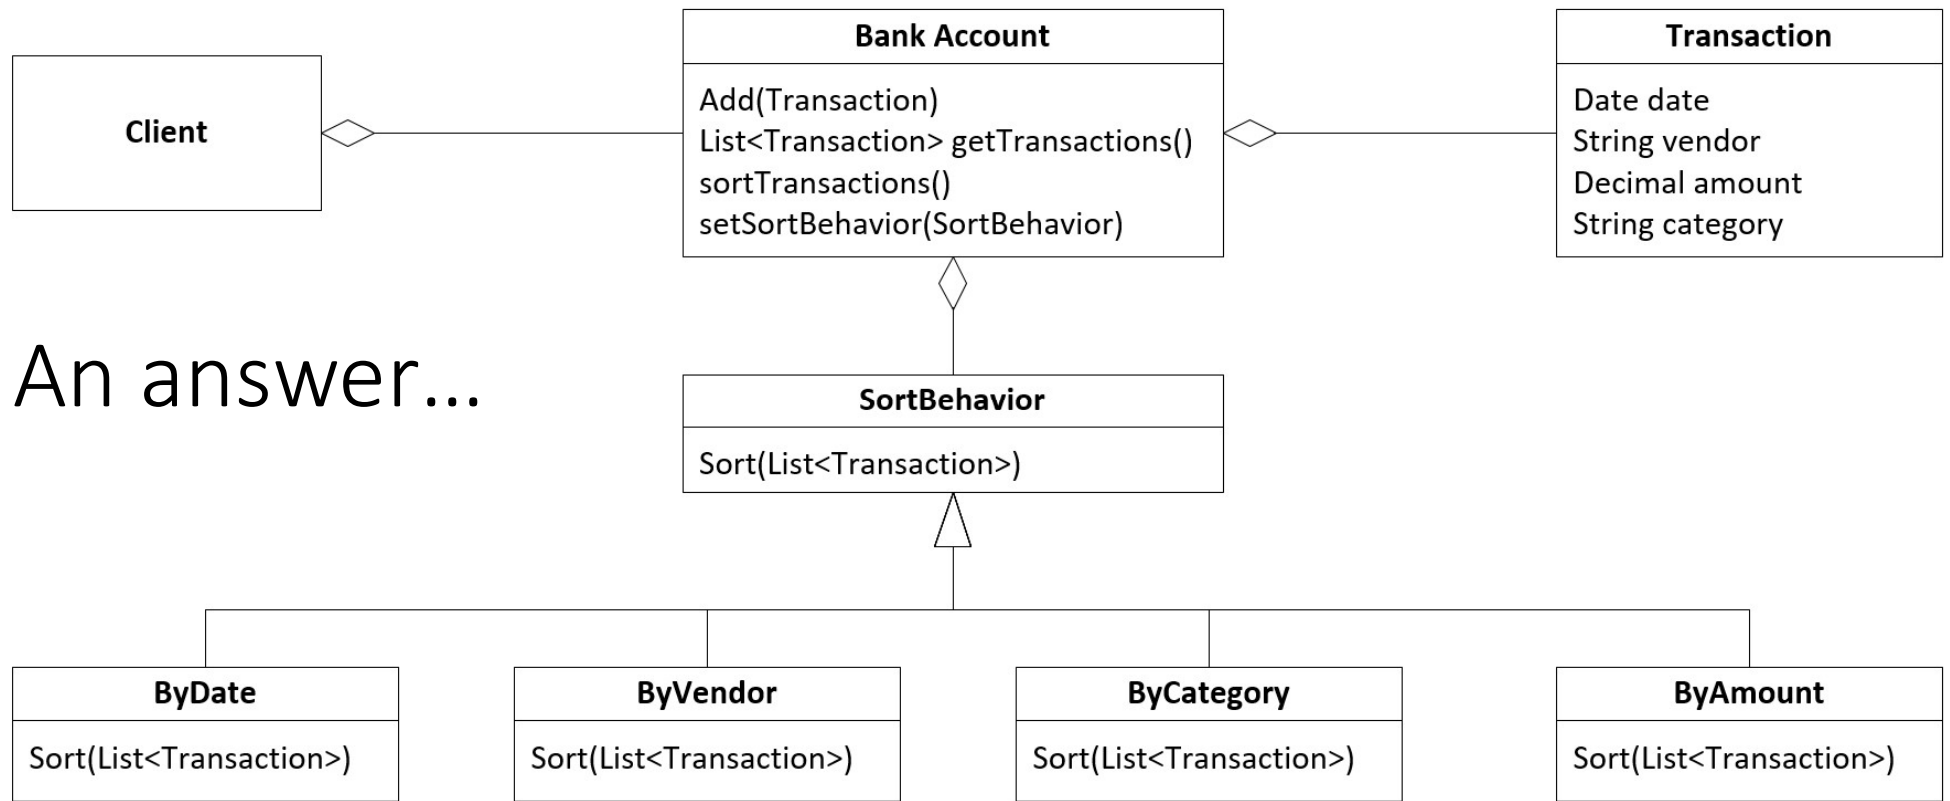 Client
Bank Account
Add(Transaction)
List<Transaction> getTransactions()
sortTransactions()
setSortBehavior(SortBehavior)
Transaction
Date date
String vendor
Decimal amount
String category
An answer...
SortBehavior
Sort(List<Transaction>)
ByDate
Sort(List<Transaction>)
ByVendor
Sort(List<Transaction>)
ByCategory
Sort(List<Transaction>)
ByAmount
Sort(List<Transaction>)